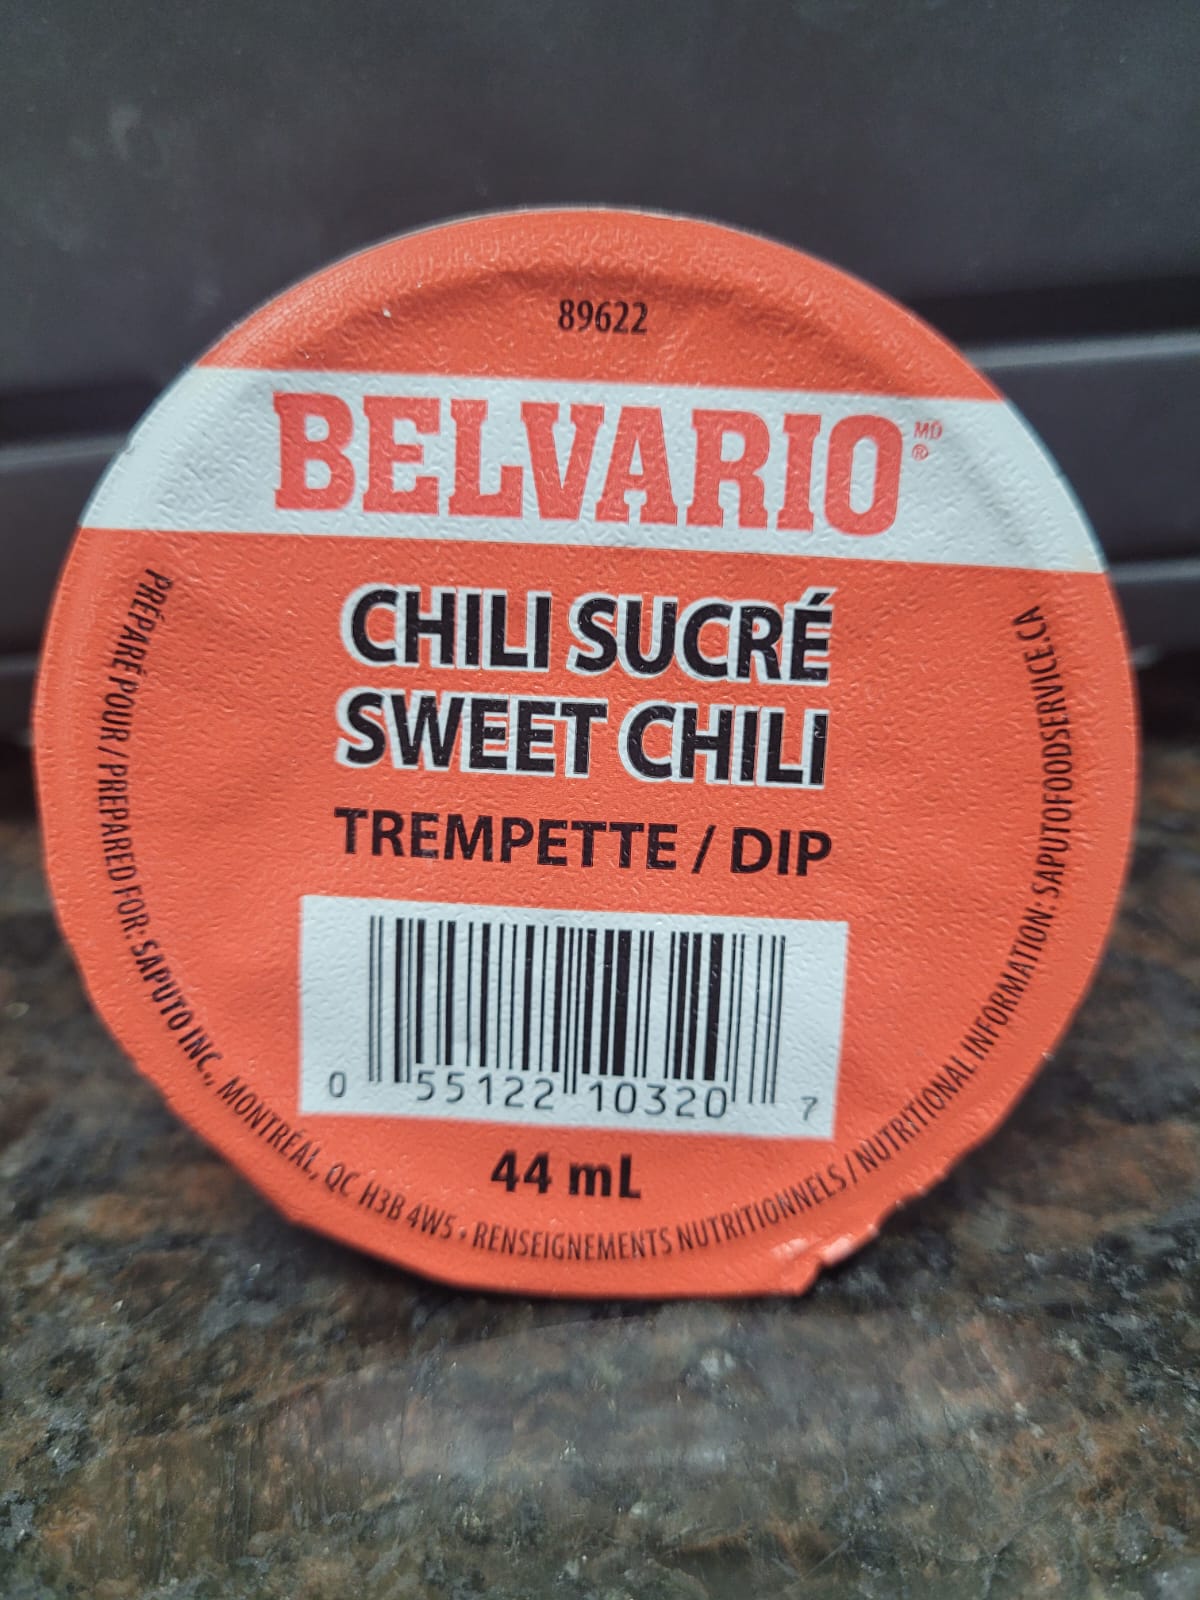 89622
BELVARIO MD ®
CHILI SUCRÉ
SWEET CHILI
TREMPETTE / DIP
0 55122 10320 7
44 mL
PRÉPARÉ POUR / PREPARED FOR: SAPUTO INC., MONTRÉAL, QC H3B 4W5 • RENSEIGNEMENTS NUTRITIONNELS / NUTRITIONAL INFORMATION: SAPUTOFOODSERVICE.CA